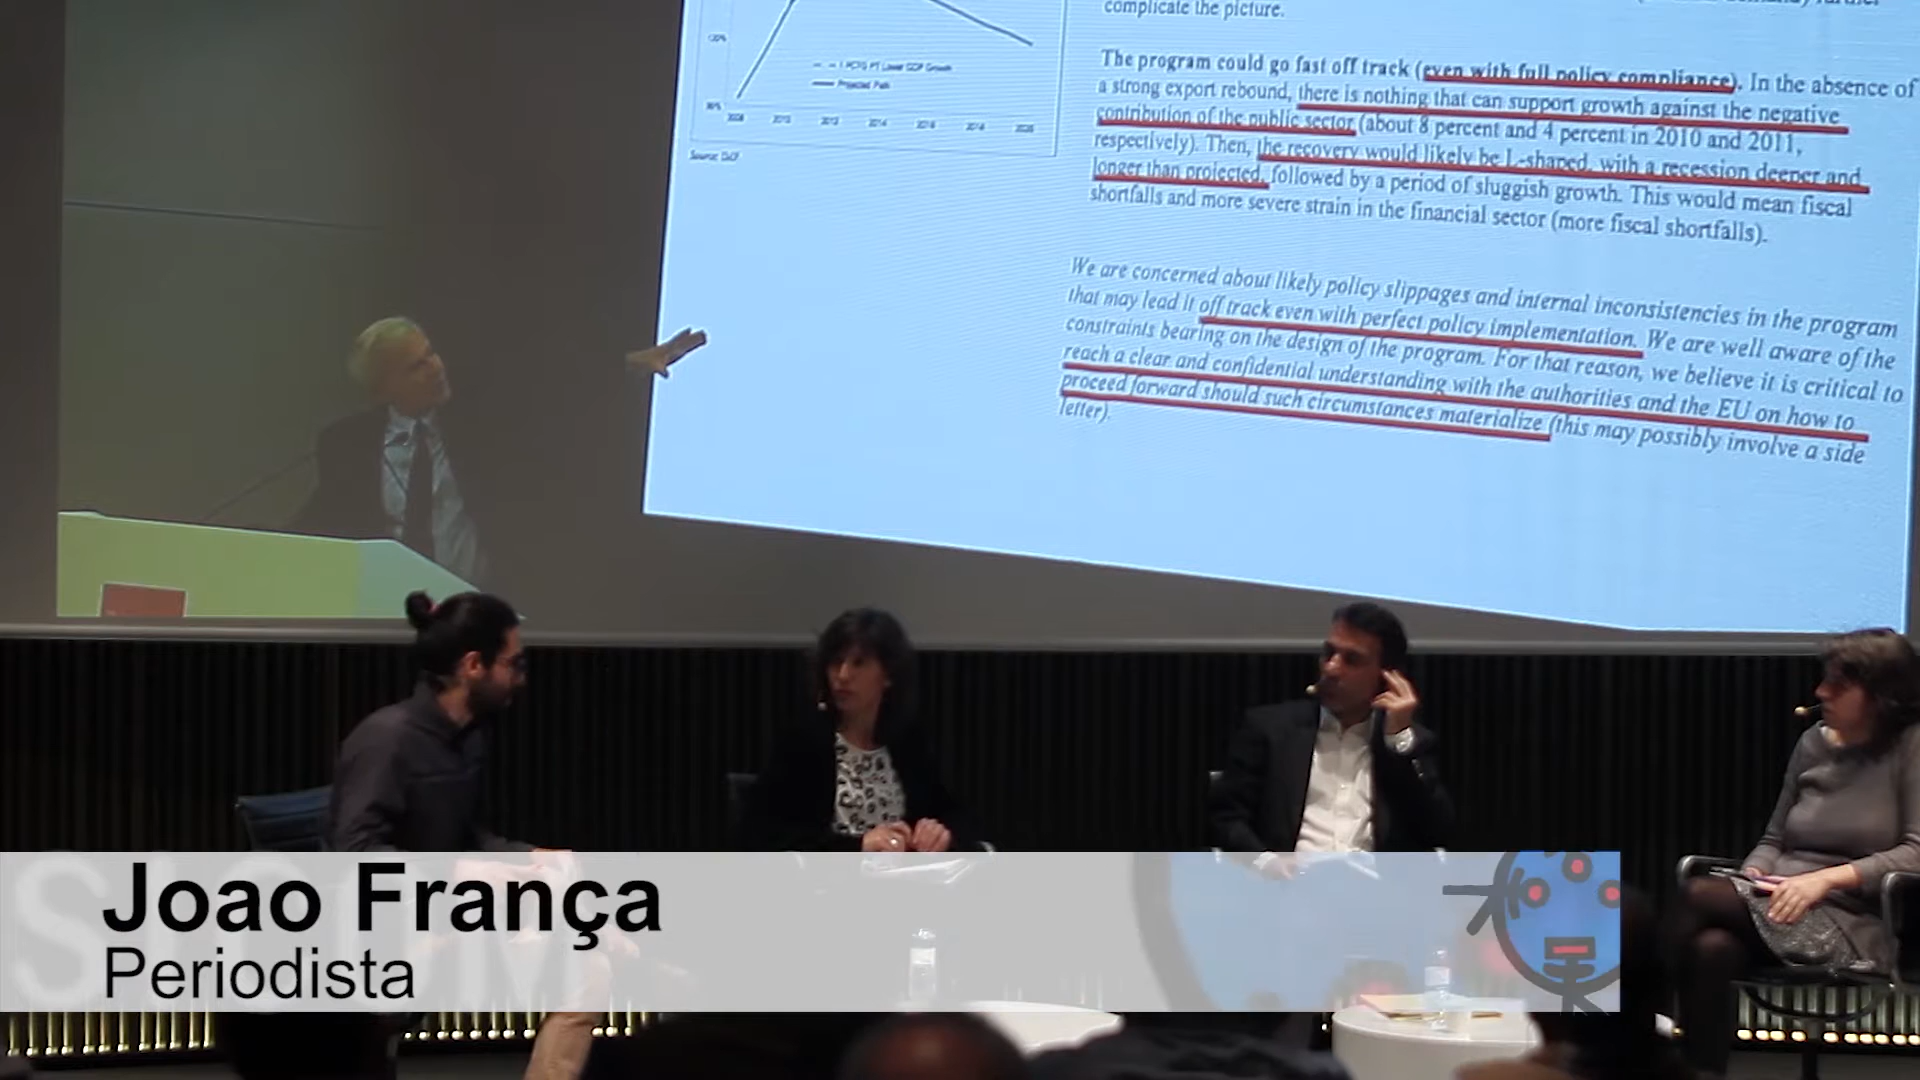 complicate the picture.
The program could go fast off track (even with full policy compliance). In the absence of
a strong export rebound, there is nothing that can support growth against the negative
contribution of the public sector (about 8 percent and 4 percent in 2010 and 2011,
respectively). Then, the recovery would likely be L-shaped, with a recession deeper and
longer than projected, followed by a period of sluggish growth. This would mean fiscal
shortfalls and more severe strain in the financial sector (more fiscal shortfalls).
We are concerned about likely policy slippages and internal inconsistencies in the program
that may lead it off track even with perfect policy implementation. We are well aware of the
constraints bearing on the design of the program. For that reason, we believe it is critical to
reach a clear and confidential understanding with the authorities and the EU on how to
proceed forward should such circumstances materialize (this may possibly involve a side
letter).
Projected Path
Joao França
Periodista